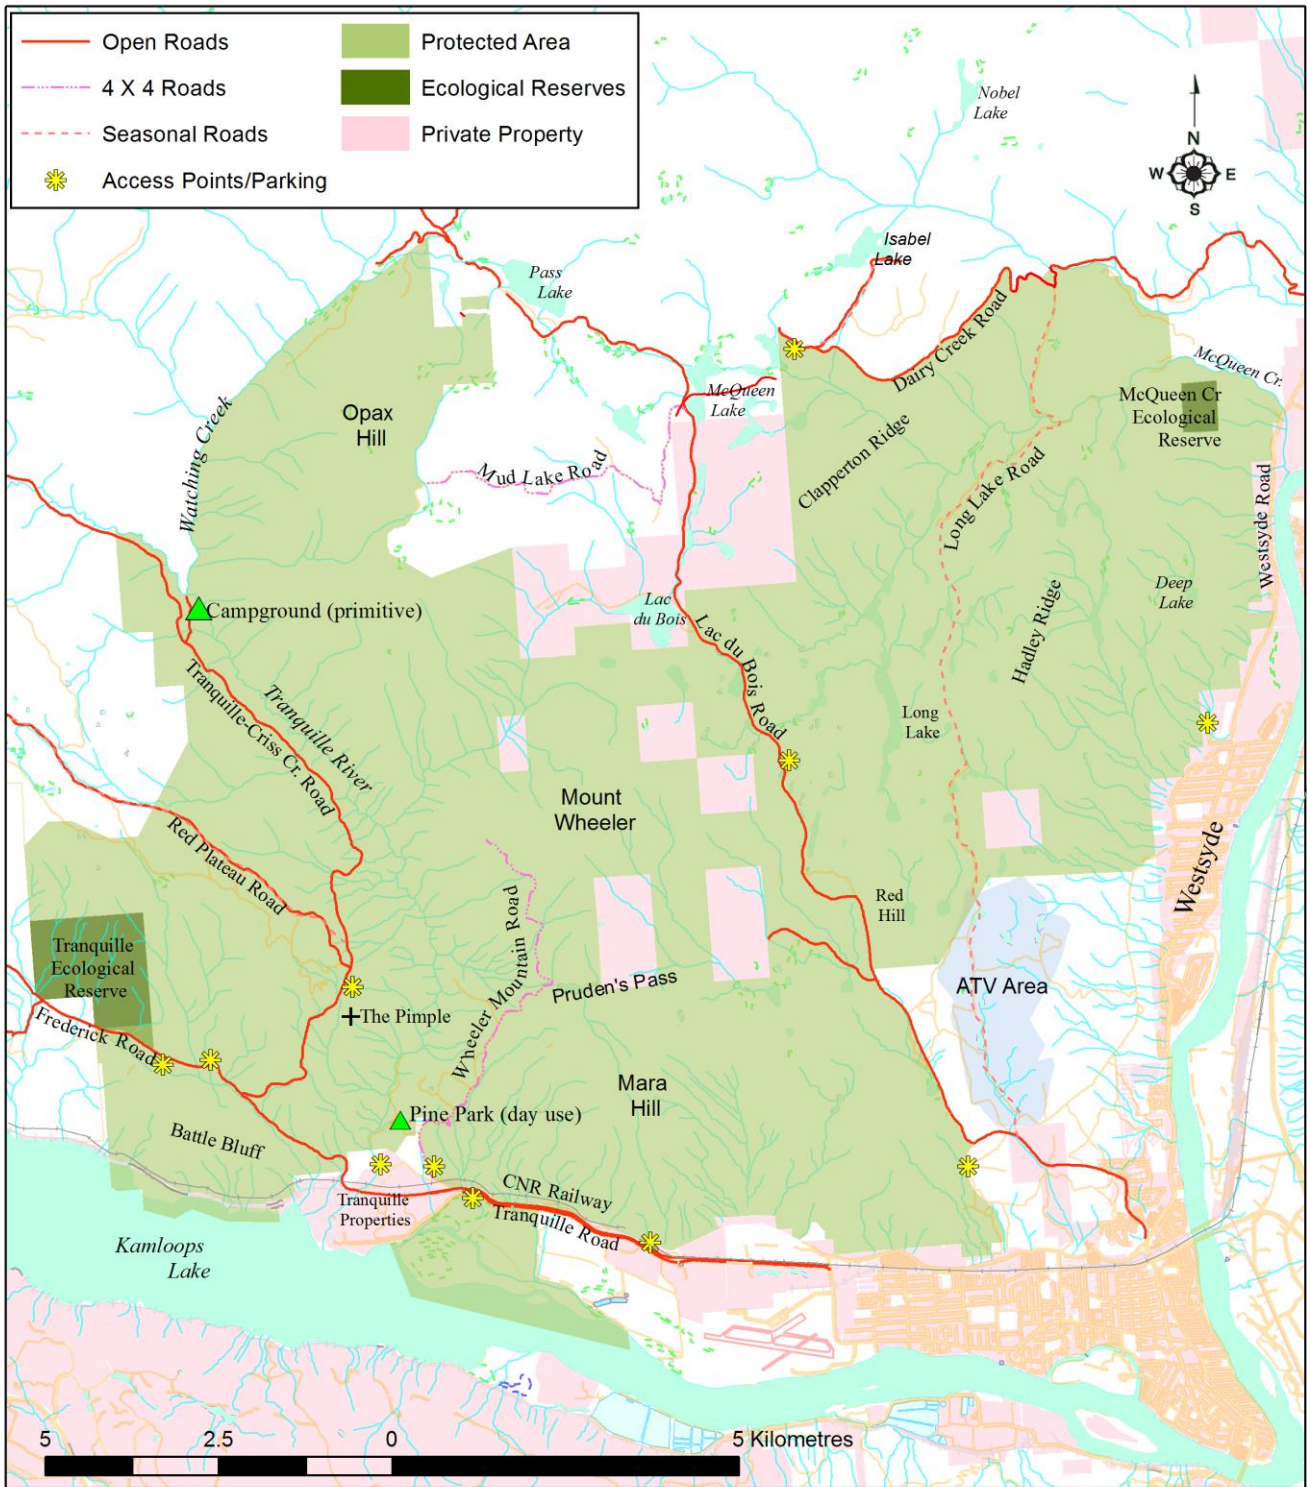 Open Roads
4 X 4 Roads
Seasonal Roads
Access Points/Parking
Protected Area
Ecological Reserves
Private Property
Nobel
Lake
N
W E
S
Isabel
Lake
Pass
Lake
McQueen
Lake
Dairy Creek Road
McQueen Cr.
McQueen Cr
Ecological
Reserve
Opax
Hill
Watching Creek
Mud Lake Road
Clapperton Ridge
Long Lake Road
Westsyde Road
Campground (primitive)
Lac
du Bois
Lac du Bois Road
Deep
Lake
Hadley Ridge
Tranquille-Criss Cr. Road
Tranquille River
Long
Lake
Mount
Wheeler
Red Plateau Road
Westsyde
Red
Hill
Tranquille
Ecological
Reserve
Wheeler Mountain Road
Pruden's Pass
ATV Area
The Pimple
Frederick Road
Mara
Hill
Pine Park (day use)
Battle Bluff
CNR Railway
Tranquille
Properties
Tranquille Road
Kamloops
Lake
5 2.5 0 5 Kilometres